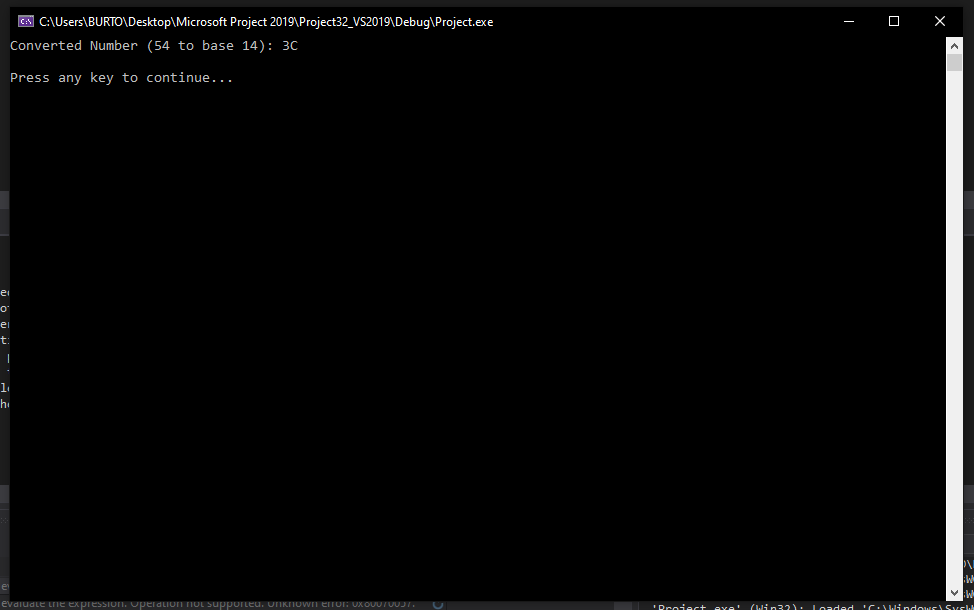 C:\Users\BURTO\Desktop\Microsoft Project 2019\Project32_VS2019\Debug\Project.exe
Converted Number (54 to base 14): 3C
Press any key to continue...
evaluate the expression. Operation not supported. Unknown error: 0x80070057.
'Project.exe' (Win32): Loaded 'C:\Windows\SysW